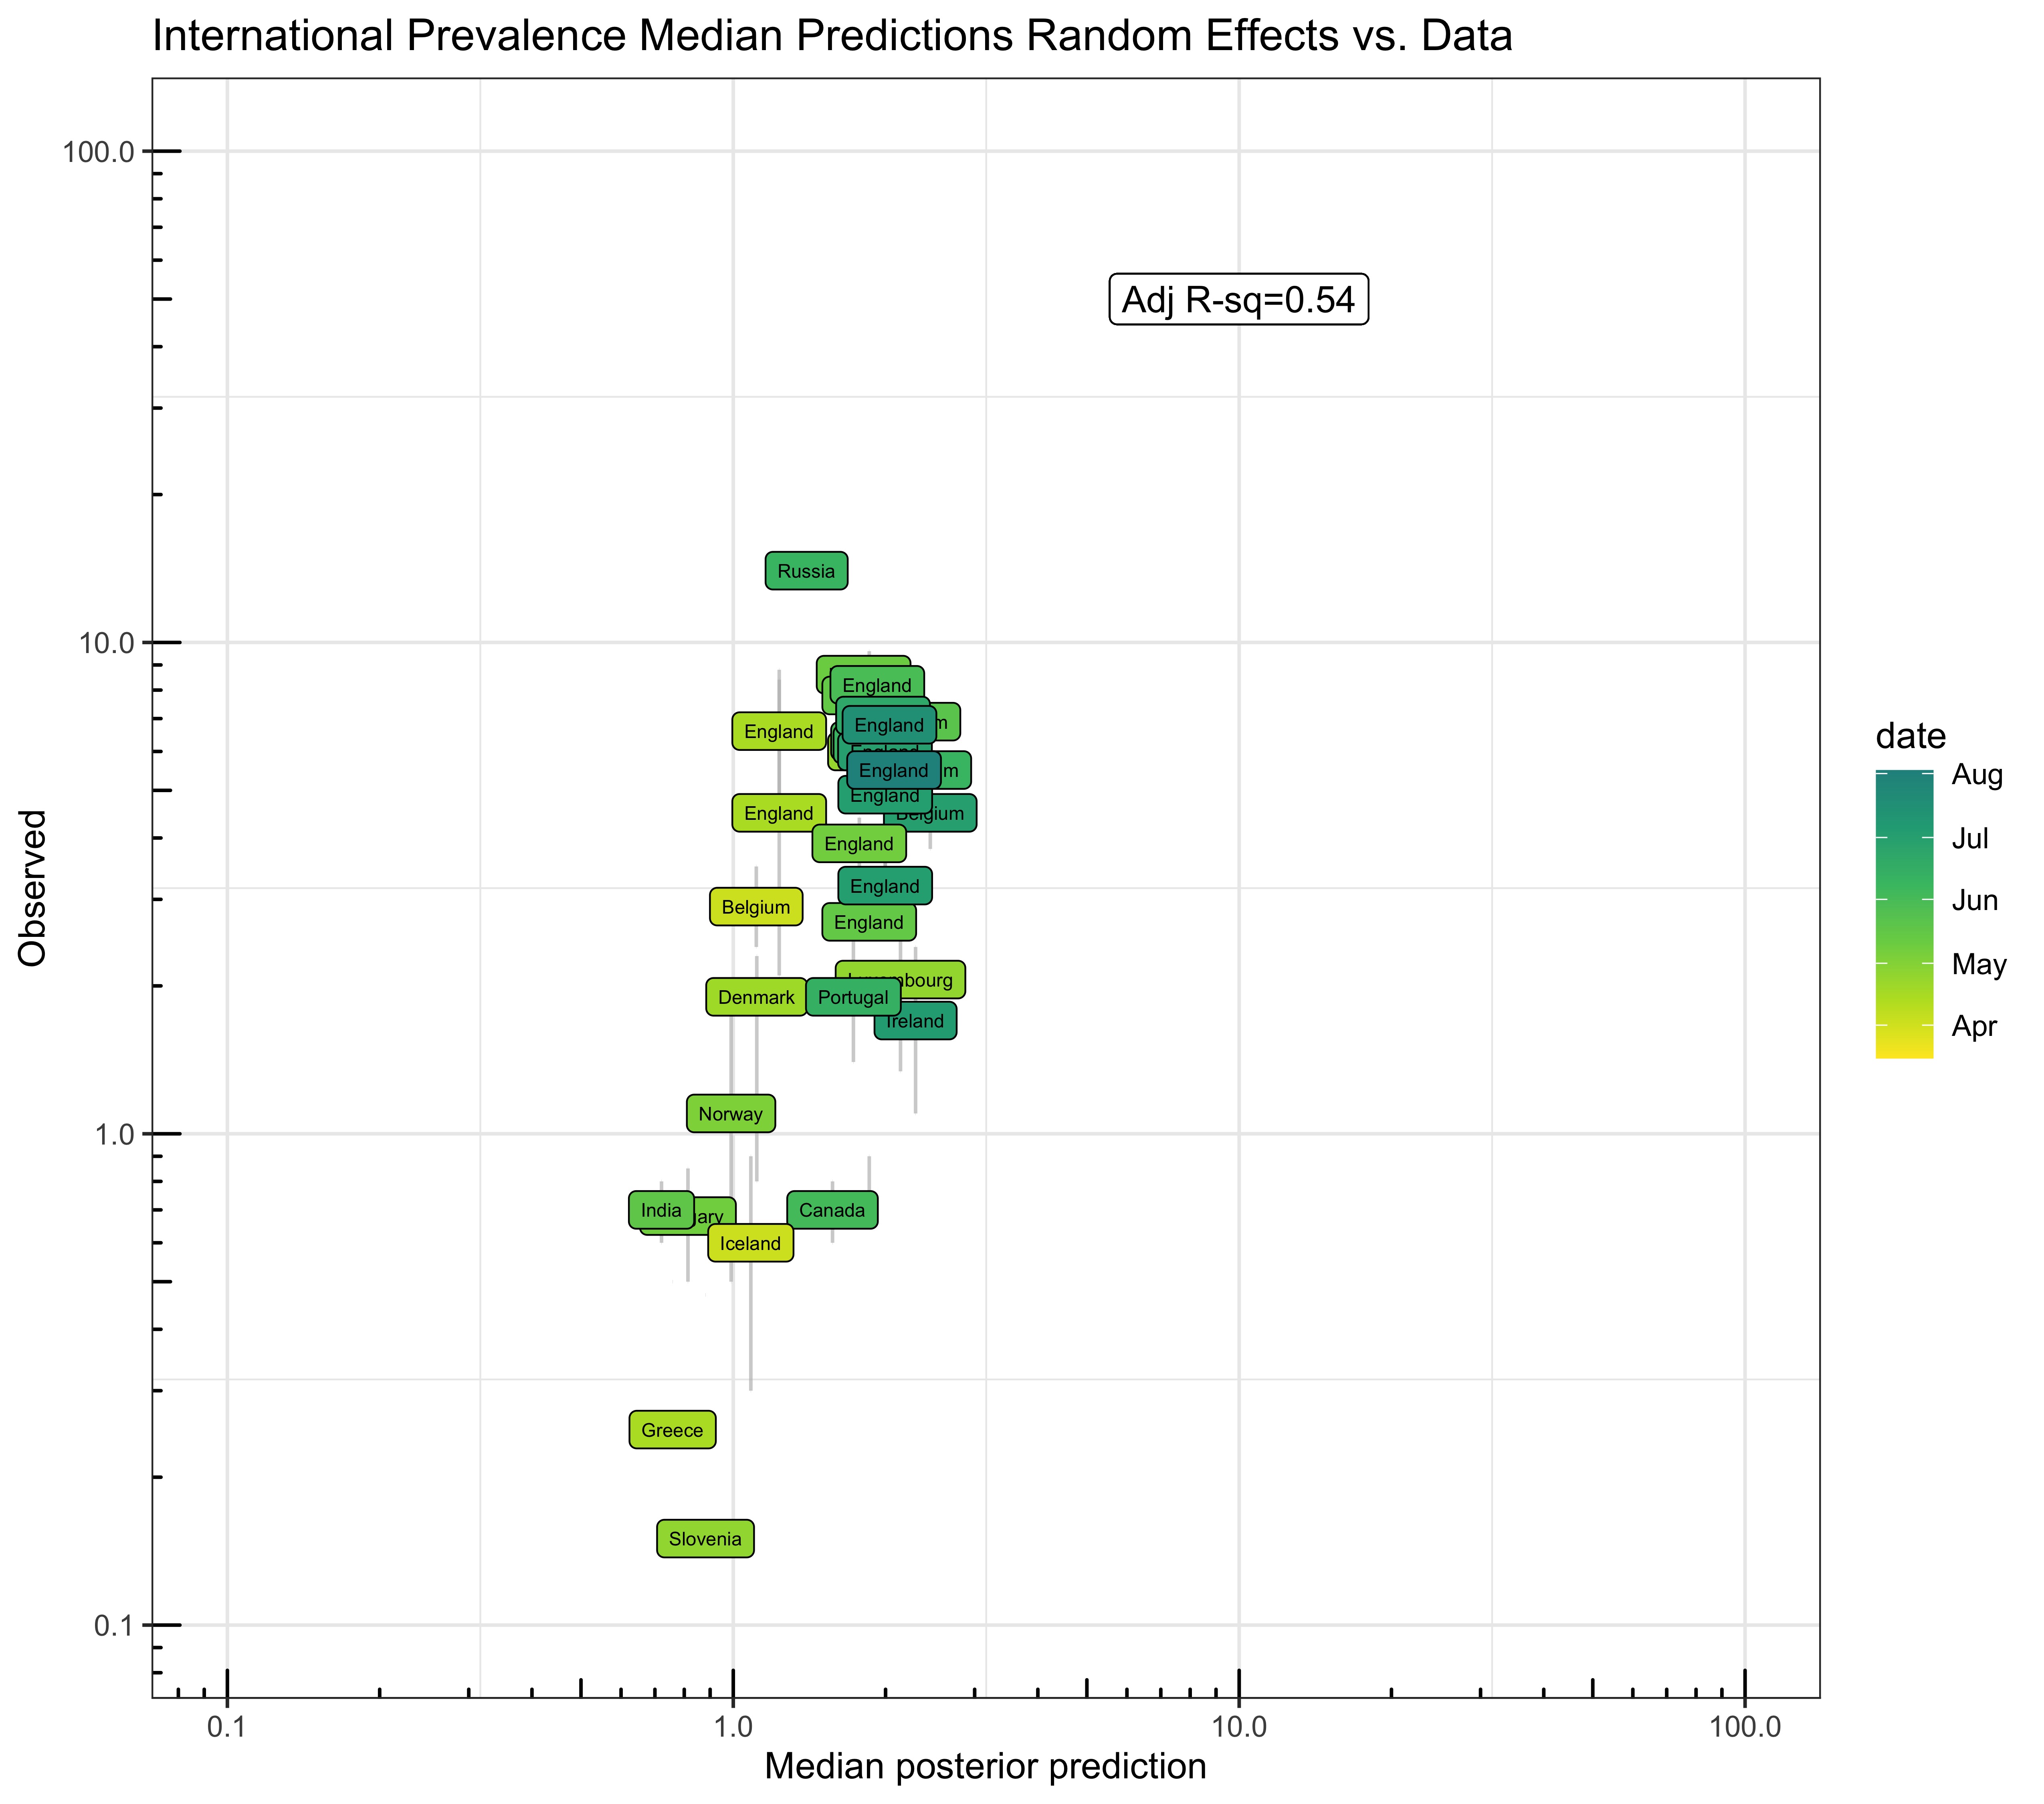 International Prevalence Median Predictions Random Effects vs. Data
100.0
10.0
1.0
0.1
Observed
Adj R-sq=0.54
Russia
England
England
England
England
England
England
Belgium
England
England
Belgium
England
Denmark
Portugal
Ireland
Norway
India
Canada
Iceland
Greece
Slovenia
0.1
1.0
10.0
100.0
Median posterior prediction
date
Aug
Jul
Jun
May
Apr